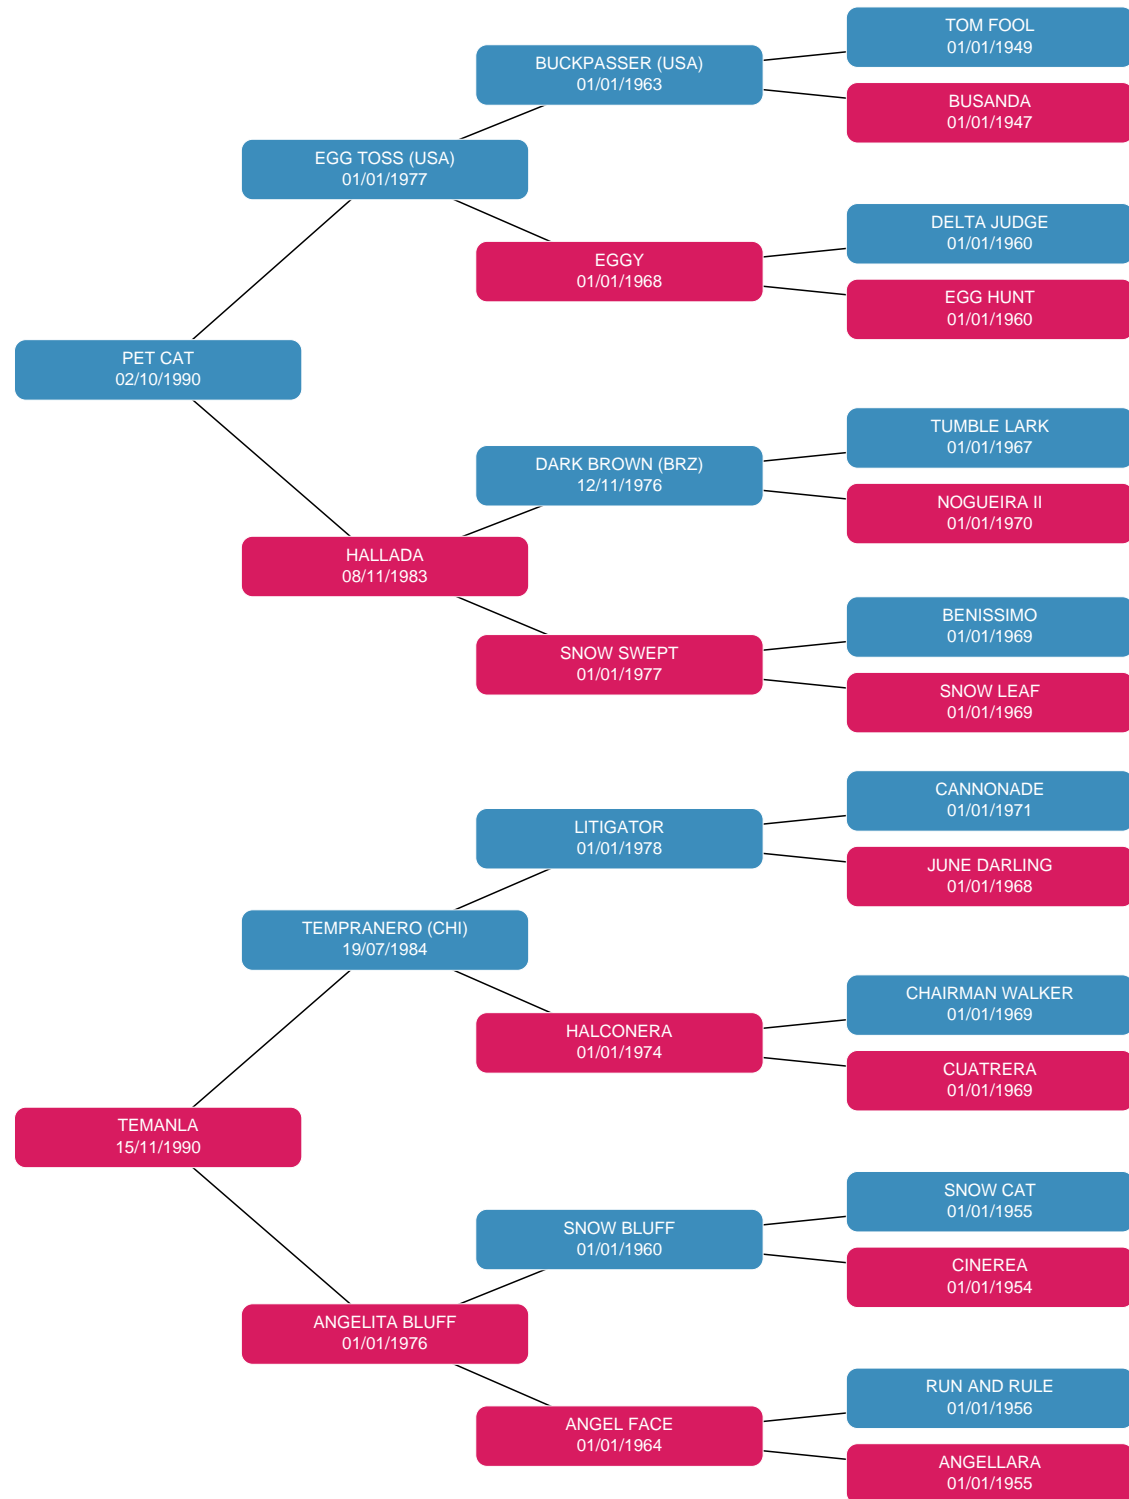 TOM FOOL
01/01/1949
BUCKPASSER (USA)
01/01/1963
BUSANDA
01/01/1947
EGG TOSS (USA)
01/01/1977
DELTA JUDGE
01/01/1960
EGGY
01/01/1968
EGG HUNT
01/01/1960
PET CAT
02/10/1990
TUMBLE LARK
01/01/1967
DARK BROWN (BRZ)
12/11/1976
NOGUEIRA II
01/01/1970
HALLADA
08/11/1983
BENISSIMO
01/01/1969
SNOW SWEPT
01/01/1977
SNOW LEAF
01/01/1969
CANNONADE
01/01/1971
LITIGATOR
01/01/1978
JUNE DARLING
01/01/1968
TEMPRANERO (CHI)
19/07/1984
CHAIRMAN WALKER
01/01/1969
HALCONERA
01/01/1974
CUATRERA
01/01/1969
TEMANLA
15/11/1990
SNOW CAT
01/01/1955
SNOW BLUFF
01/01/1960
CINEREA
01/01/1954
ANGELITA BLUFF
01/01/1976
RUN AND RULE
01/01/1956
ANGEL FACE
01/01/1964
ANGELLARA
01/01/1955